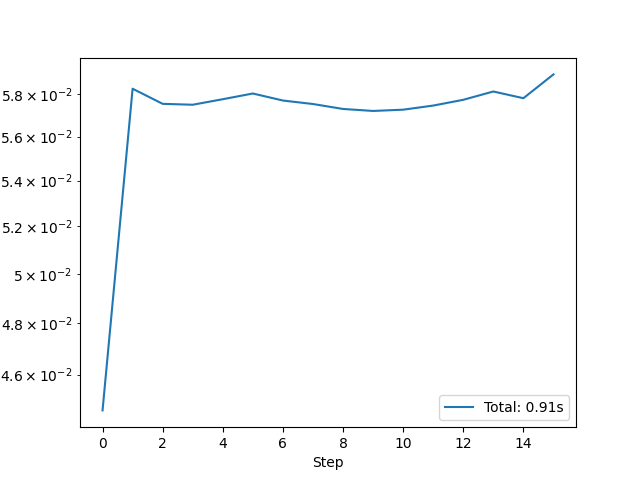 5.8 × 10⁻²
5.6 × 10⁻²
5.4 × 10⁻²
5.2 × 10⁻²
5 × 10⁻²
4.8 × 10⁻²
4.6 × 10⁻²
Total: 0.91s
0 2 4 6 8 10 12 14
Step